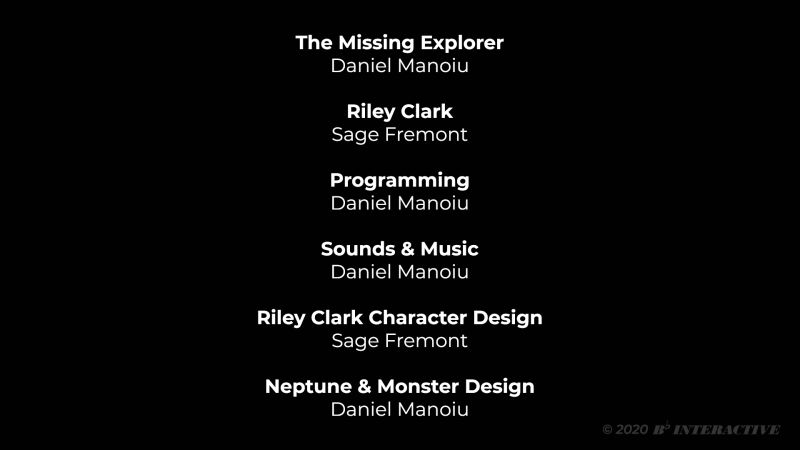 The Missing Explorer
Daniel Manoiu
Riley Clark
Sage Fremont
Programming
Daniel Manoiu
Sounds & Music
Daniel Manoiu
Riley Clark Character Design
Sage Fremont
Neptune & Monster Design
Daniel Manoiu
© 2020 B♭ INTERACTIVE